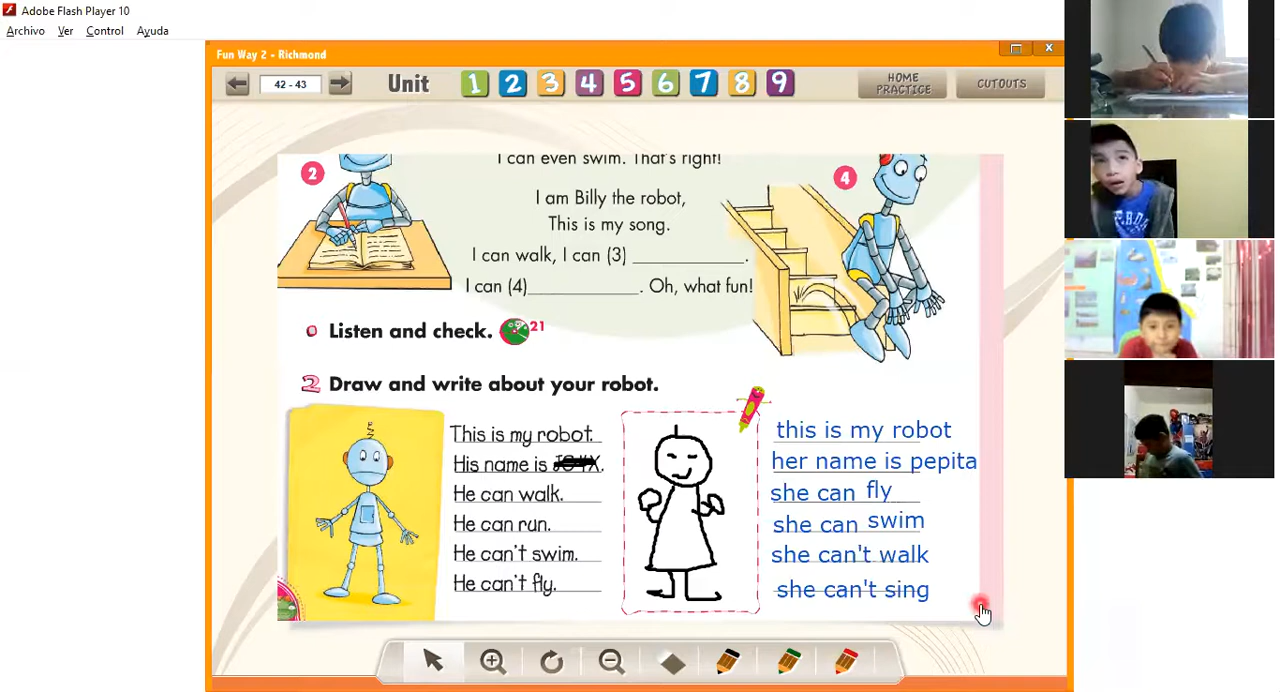 Adobe Flash Player 10
Archivo Ver Control Ayuda
Fun Way 2 - Richmond
42 - 43
Unit
1 2 3 4 5 6 7 8 9
HOME PRACTICE
CUTOUTS
2
I can even swim. That's right!
4
I am Billy the robot,
This is my song.
I can walk, I can (3) ____________.
I can (4)____________. Oh, what fun!
Listen and check. 21
2 Draw and write about your robot.
This is my robot.
His name is
He can walk.
He can run.
He can't swim.
He can't fly.
this is my robot
her name is pepita
she can fly
she can swim
she can't walk
she can't sing